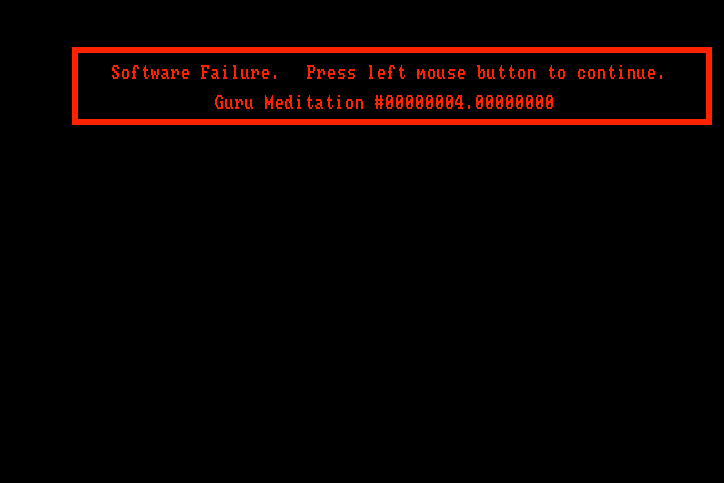 Software Failure.  Press left mouse button to continue.
Guru Meditation #00000004.00000000